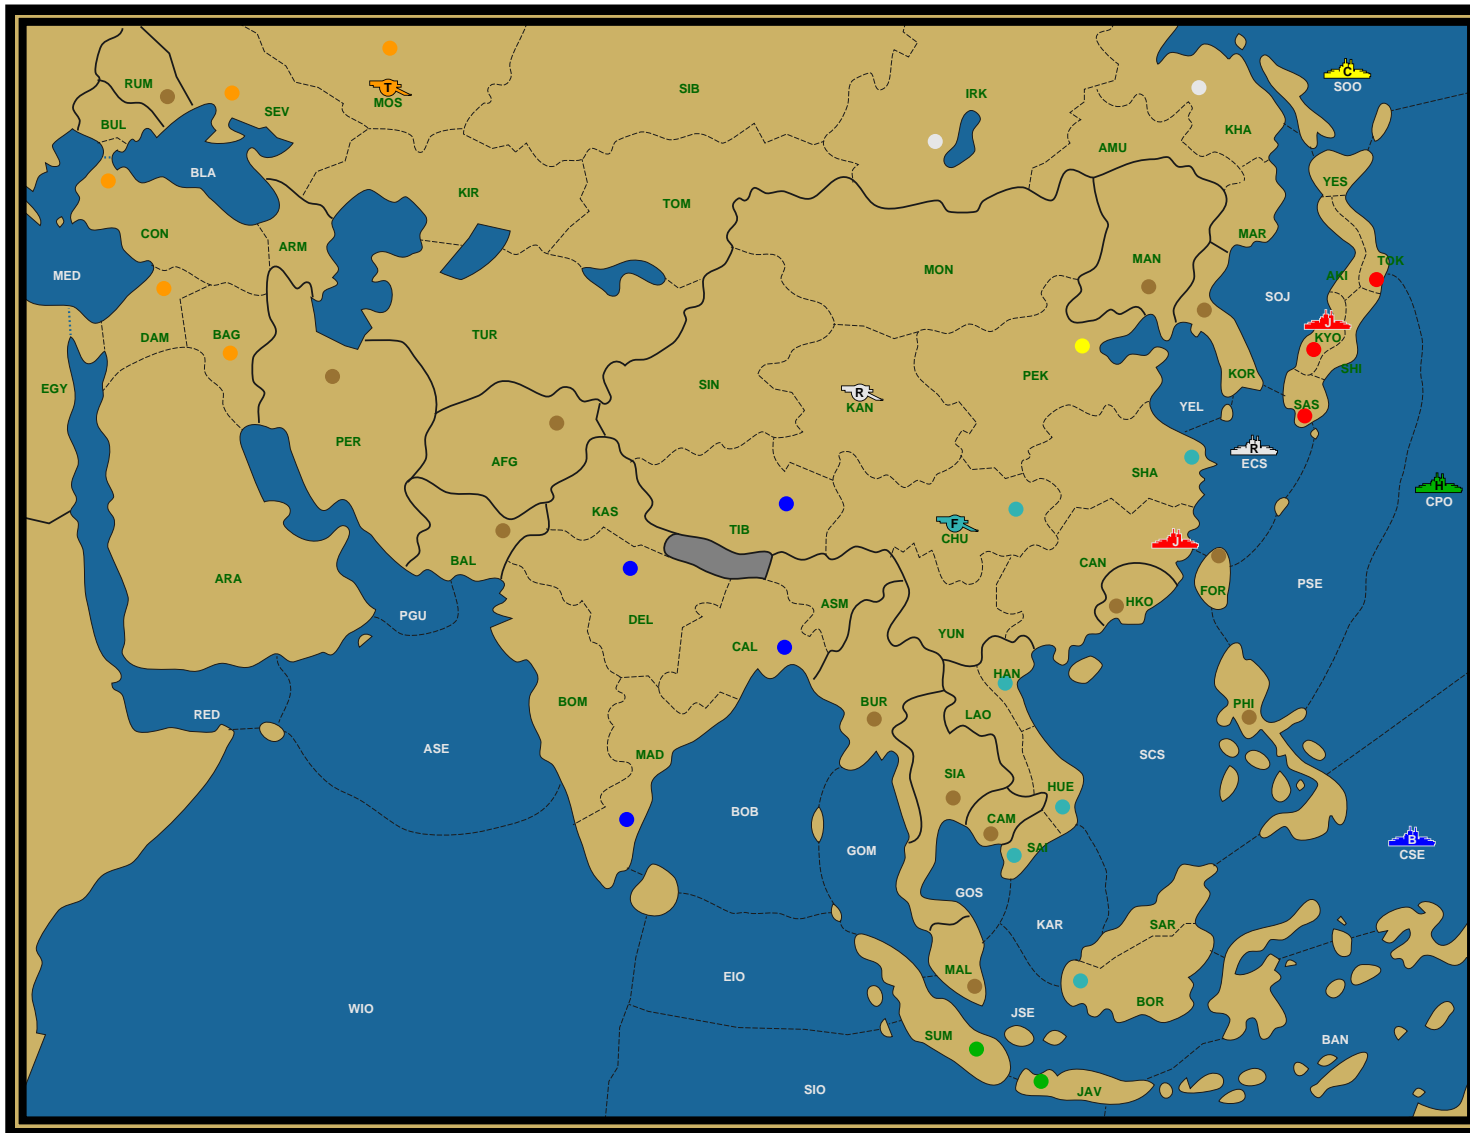 C
SOO
RUM
T
MOS
SIB
IRK
SEV
BUL
KHA
AMU
BLA
YES
KIR
TOM
CON
ARM
MAR
MED
MON
MAN
TOK
AKI
SOJ
J
DAM
BAG
TUR
KYO
SHI
EGY
SIN
PEK
KOR
R
KAN
YEL
SAS
PER
AFG
SHA
R
ECS
H
CPO
KAS
TIB
F
CHU
J
BAL
CAN
ARA
PSE
FOR
PGU
DEL
ASM
HKO
YUN
CAL
HAN
BOM
BUR
PHI
RED
LAO
ASE
MAD
SCS
SIA
HUE
BOB
CAM
B
CSE
GOM
SAI
GOS
KAR
SAR
MAL
EIO
BOR
WIO
JSE
SUM
BAN
SIO
JAV